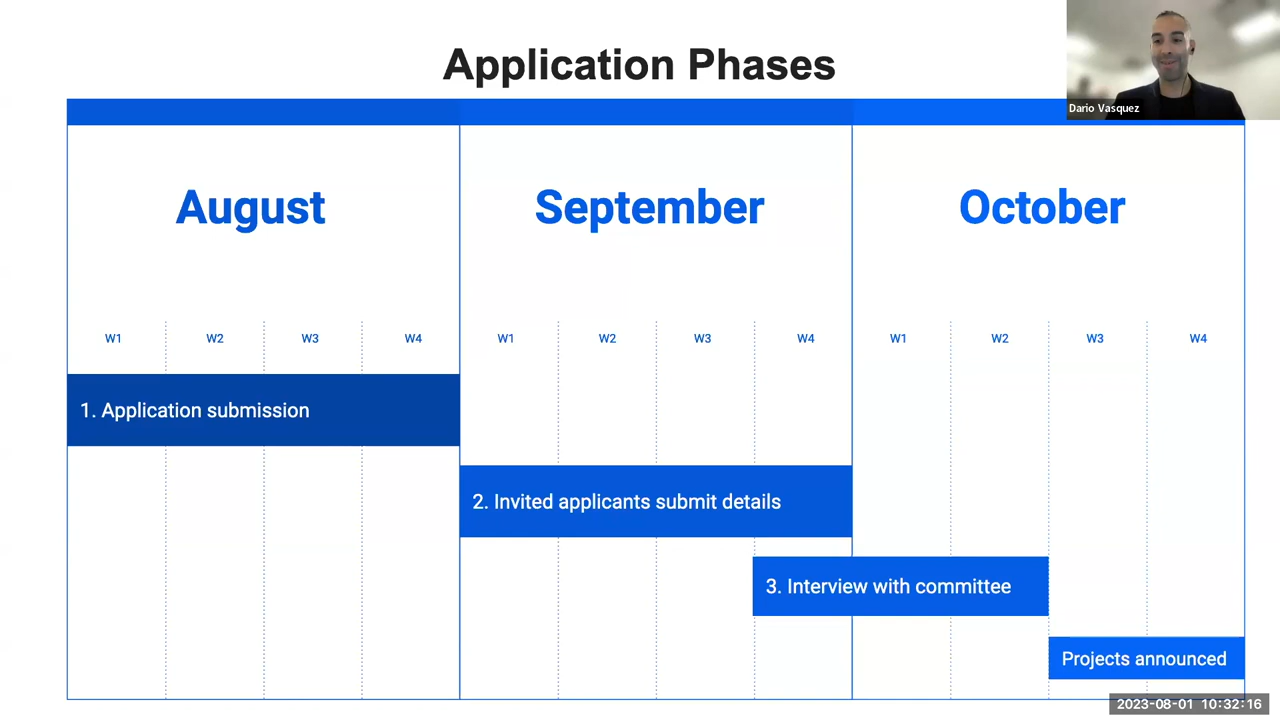 Application Phases
Dario Vasquez
August
September
October
W1
W2
W3
W4
W1
W2
W3
W4
W1
W2
W3
W4
1. Application submission
2. Invited applicants submit details
3. Interview with committee
Projects announced
2023-08-01 10:32:16